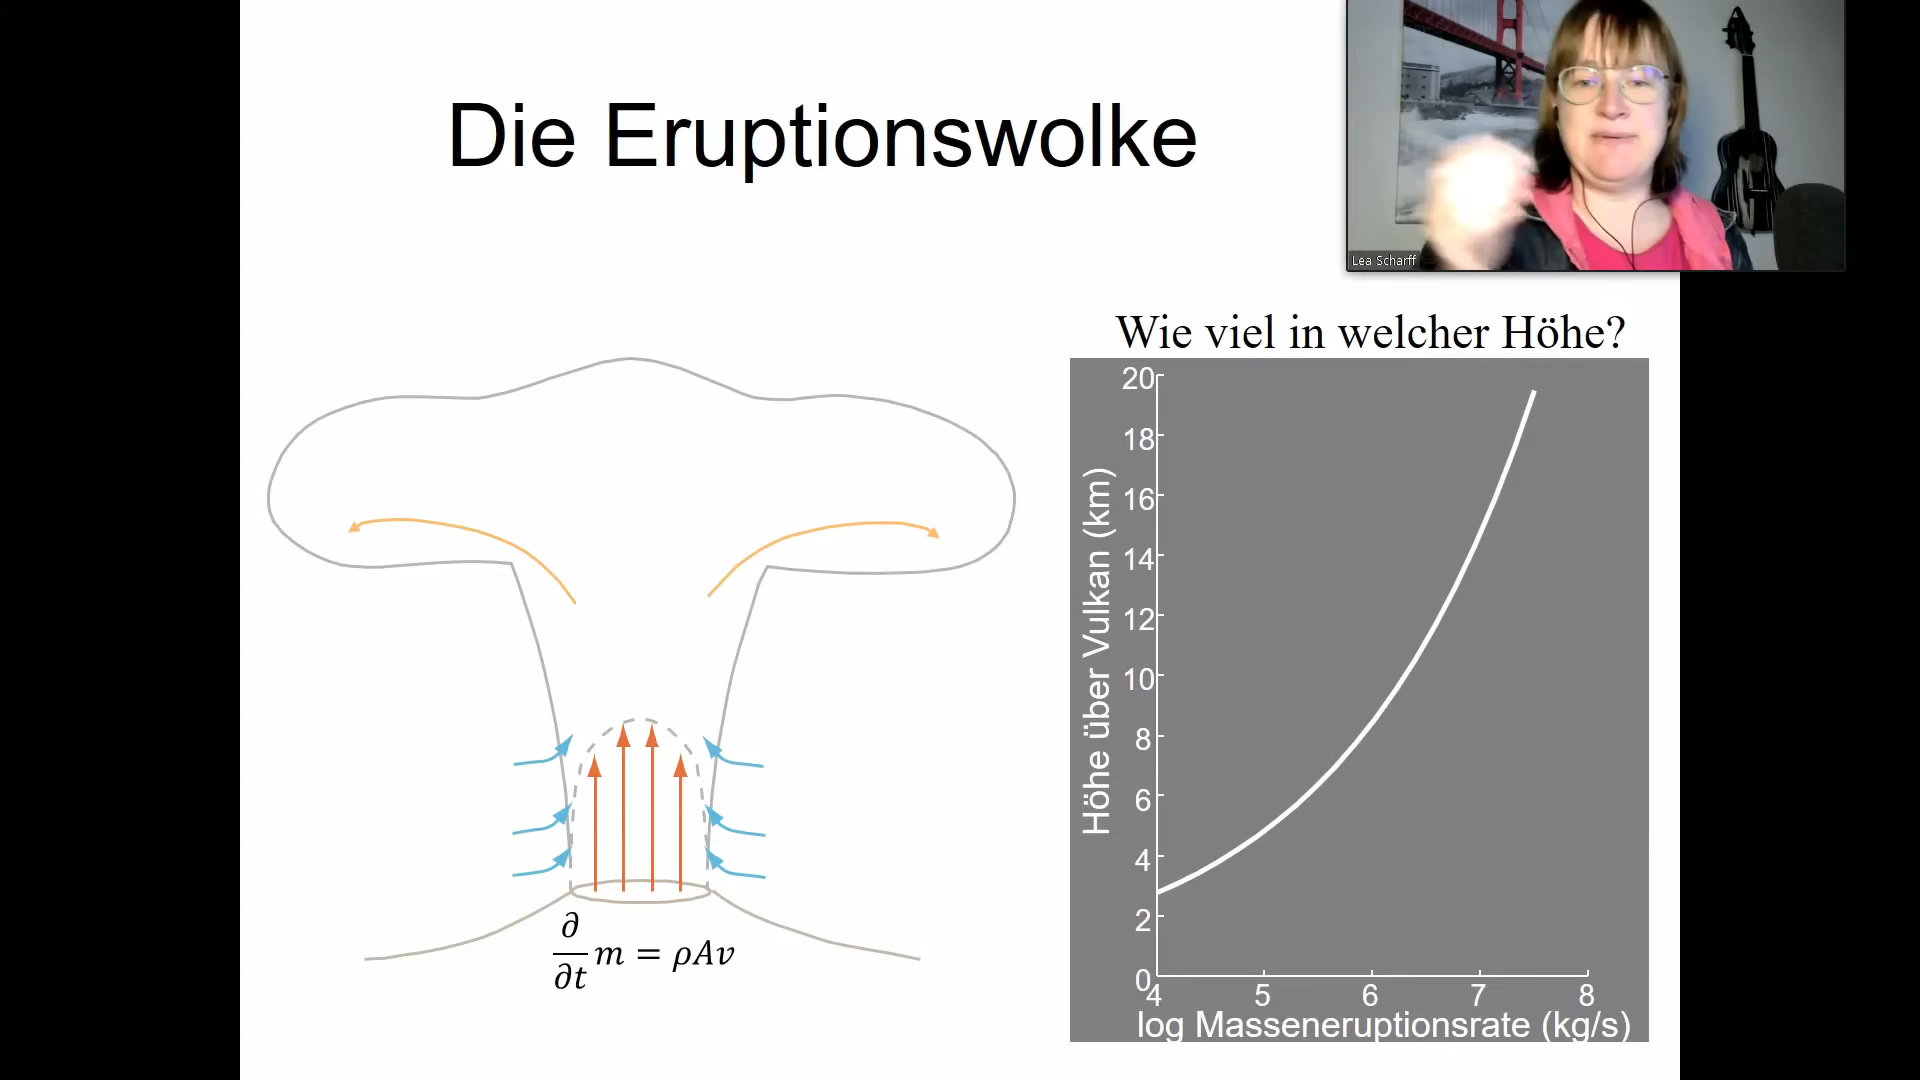 Die Eruptionswolke
Lea Scharff
Wie viel in welcher Höhe?
20
18
16
14
12
10
8
6
4
2
0
Höhe über Vulkan (km)
4 5 6 7 8
log Masseneruptionsrate (kg/s)
∂/∂t m = ρAv